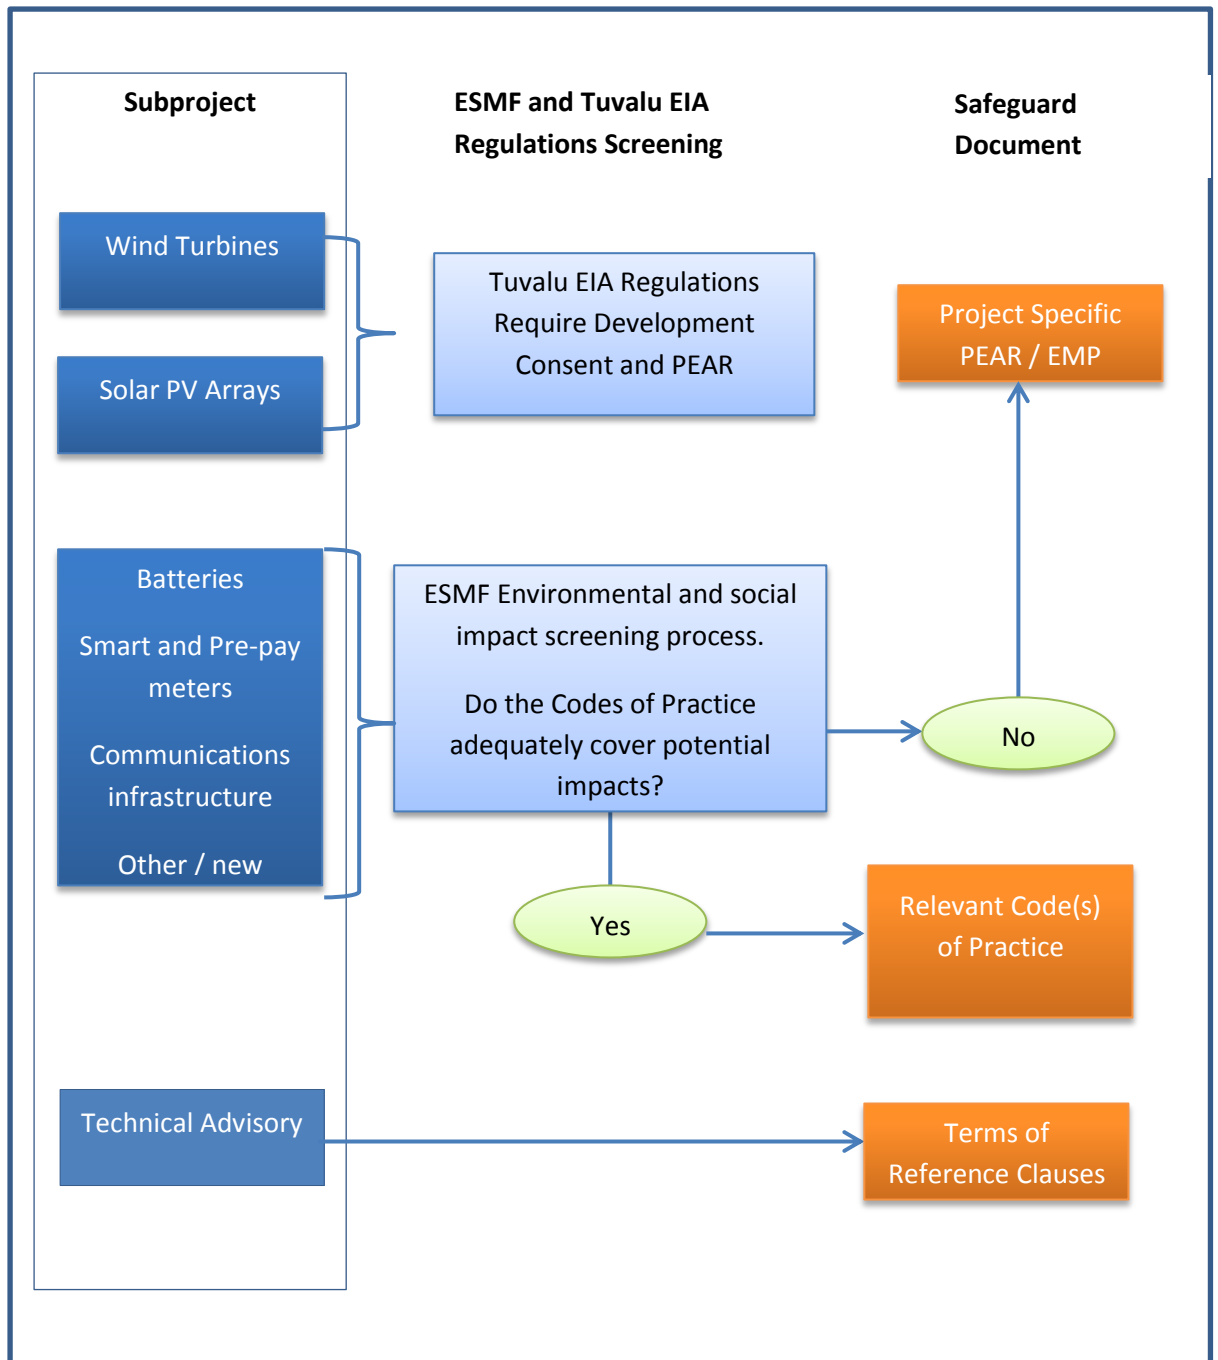 Subproject
ESMF and Tuvalu EIA
Regulations Screening
Safeguard
Document
Wind Turbines
Solar PV Arrays
Tuvalu EIA Regulations
Require Development
Consent and PEAR
Project Specific
PEAR / EMP
Batteries
Smart and Pre-pay
meters
Communications
infrastructure
Other / new
ESMF Environmental and social
impact screening process.
Do the Codes of Practice
adequately cover potential
impacts?
No
Yes
Relevant Code(s)
of Practice
Technical Advisory
Terms of
Reference Clauses